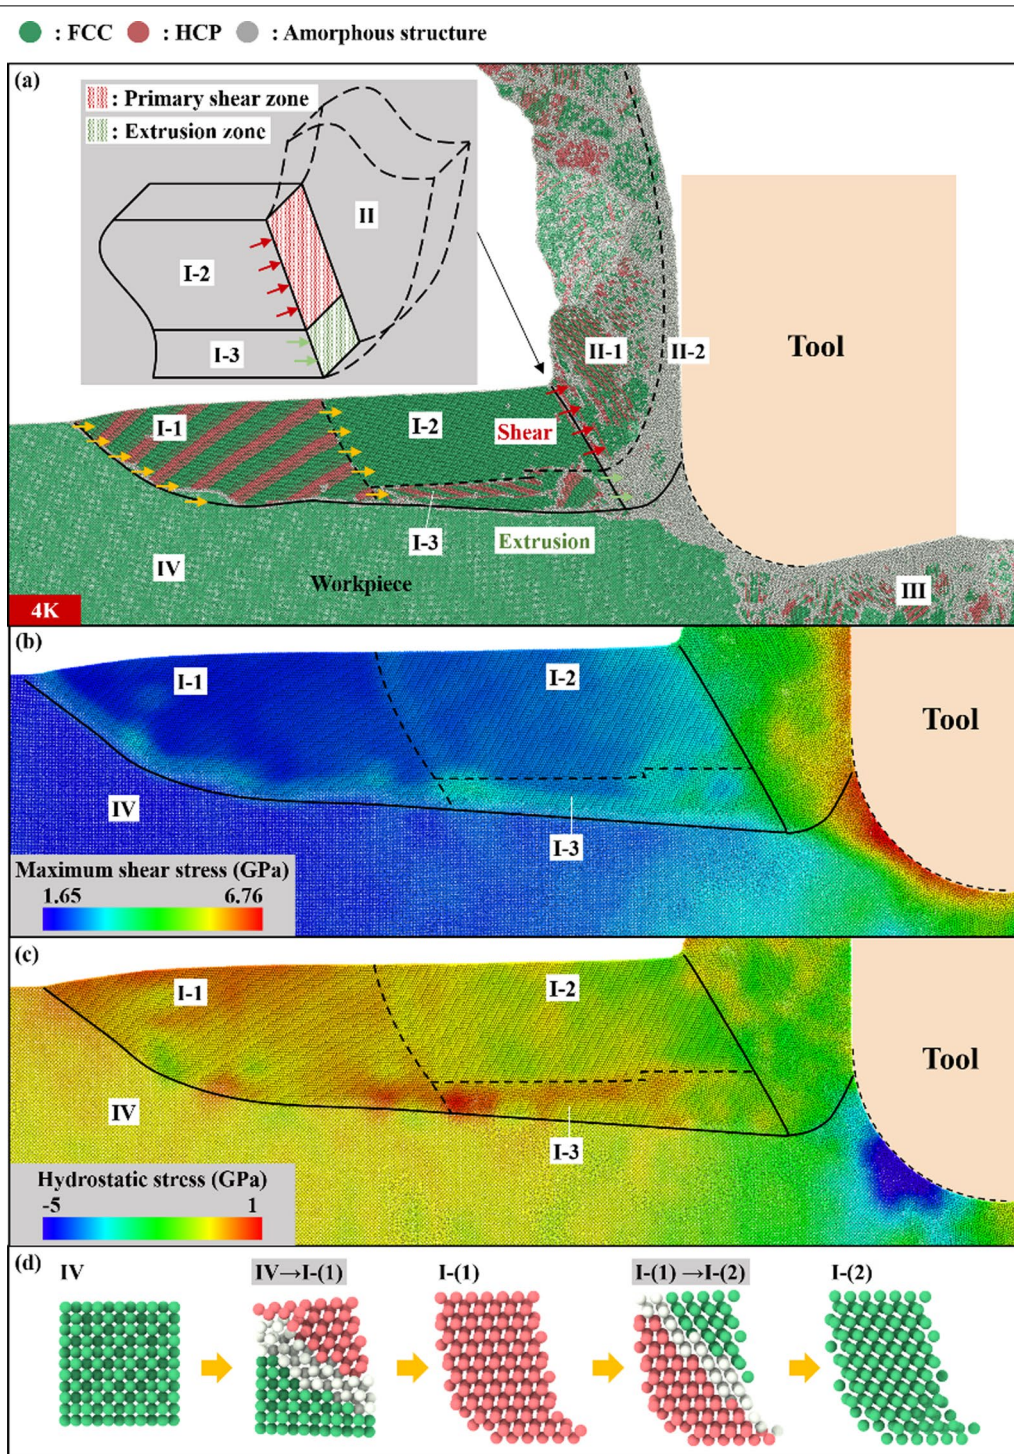 : FCC : HCP : Amorphous structure
(a)
: Primary shear zone
: Extrusion zone
II
I-2
I-3
Tool
II-1 II-2
I-1 I-2
Shear
I-3
Extrusion
IV
Workpiece
III
4K
(b)
I-1 I-2
Tool
IV
I-3
Maximum shear stress (GPa)
1.65 6.76
(c)
I-1 I-2
Tool
IV
I-3
Hydrostatic stress (GPa)
-5 1
(d)
IV IV→I-(1) I-(1) I-(1) →I-(2) I-(2)